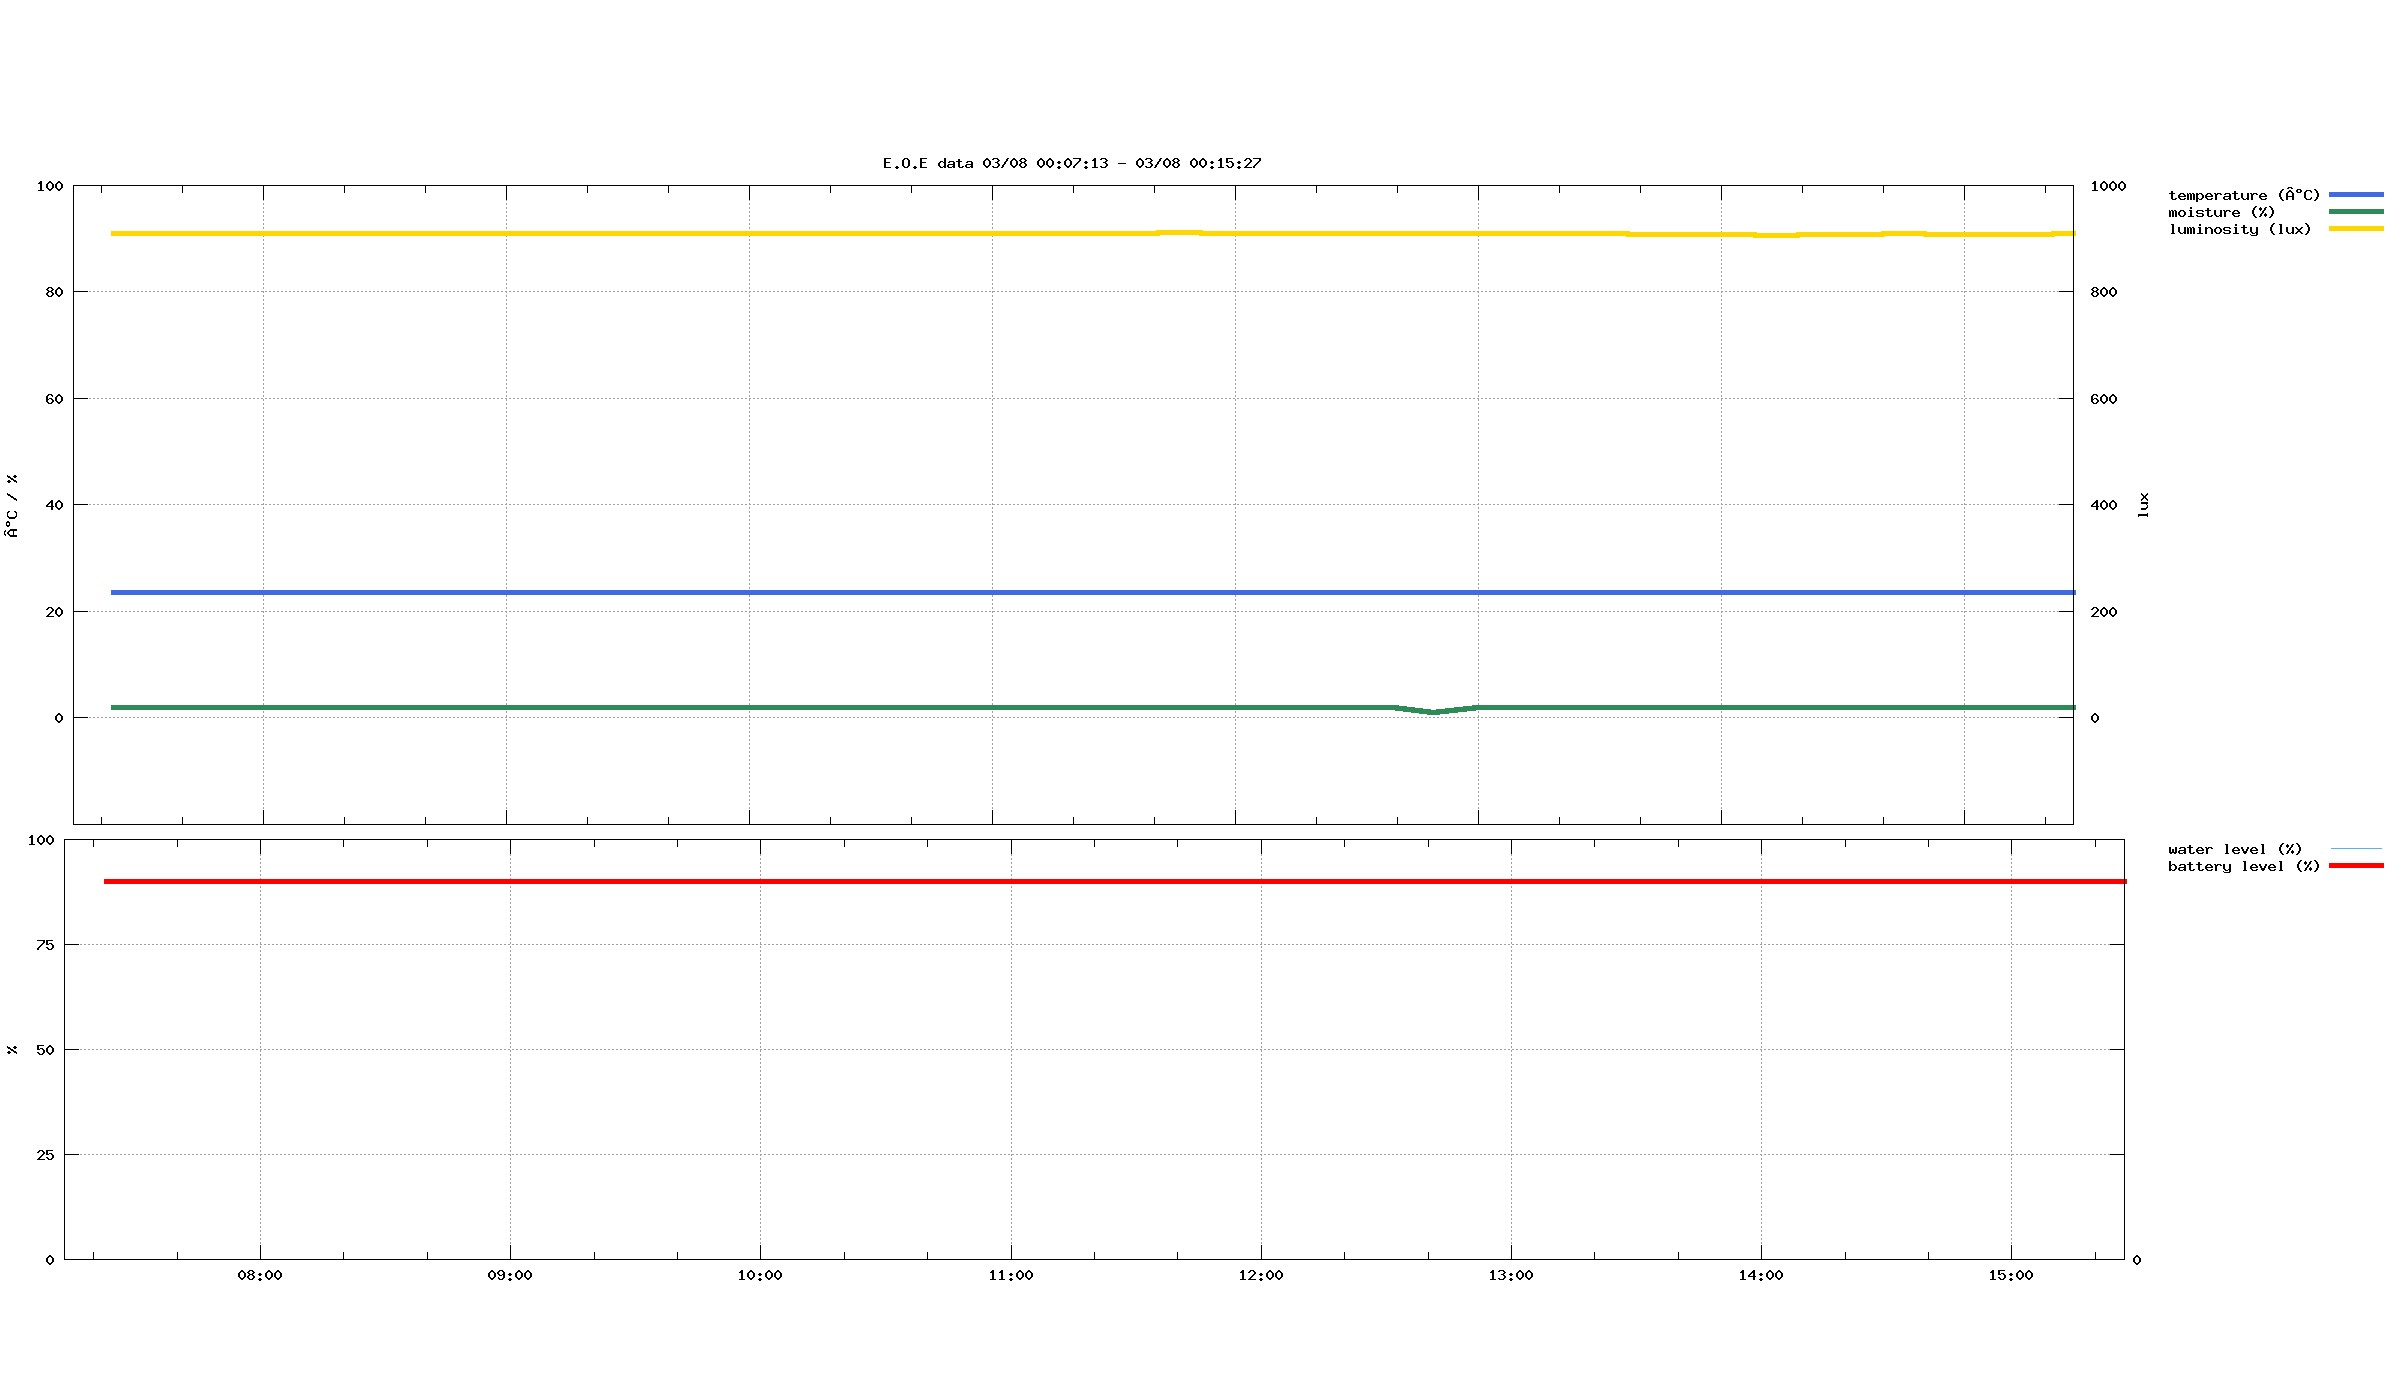 E.O.E data 03/08 00:07:13 - 03/08 00:15:27
100
80
60
40
20
0
Â°C / %
1000
800
600
400
200
0
lux
temperature (Â°C)
moisture (%)
luminosity (lux)
100
75
50
25
0
%
0
water level (%)
battery level (%)
08:00 09:00 10:00 11:00 12:00 13:00 14:00 15:00